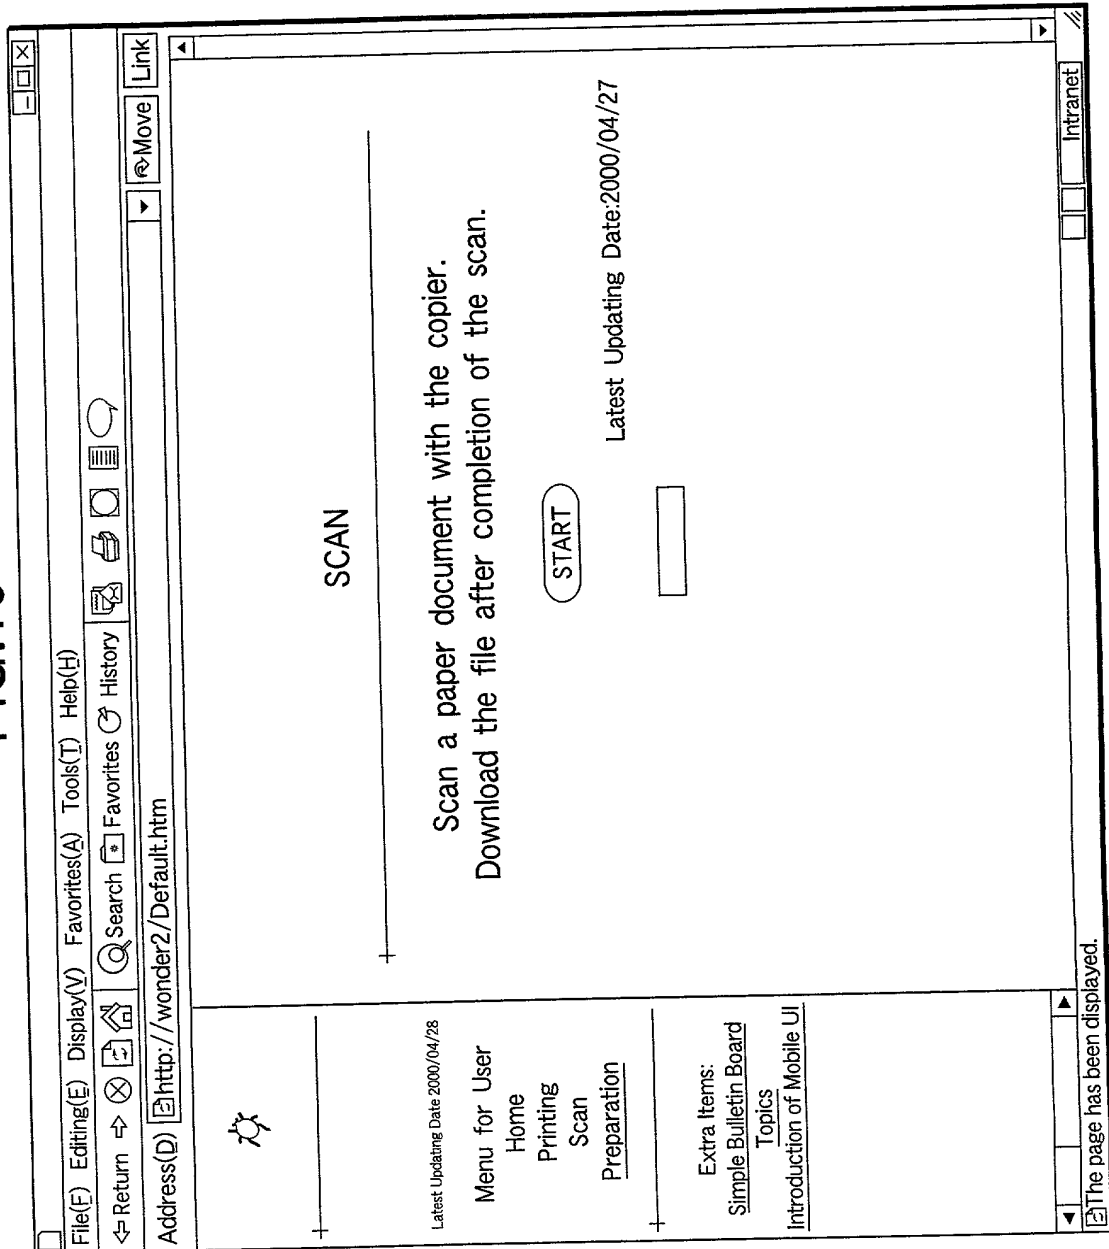 File(F) Editing(E) Display(V) Favorites(A) Tools(T) Help(H)
Return Search Favorites History
Address(D) http://wonder2/Default.htm Move Link
Latest Updating Date 2000/04/28
Menu for User
Home
Printing
Scan
Preparation
Extra Items:
Simple Bulletin Board
Topics
Introduction of Mobile UI
SCAN
Scan a paper document with the copier.
Download the file after completion of the scan.
START
Latest Updating Date:2000/04/27
The page has been displayed.
Intranet